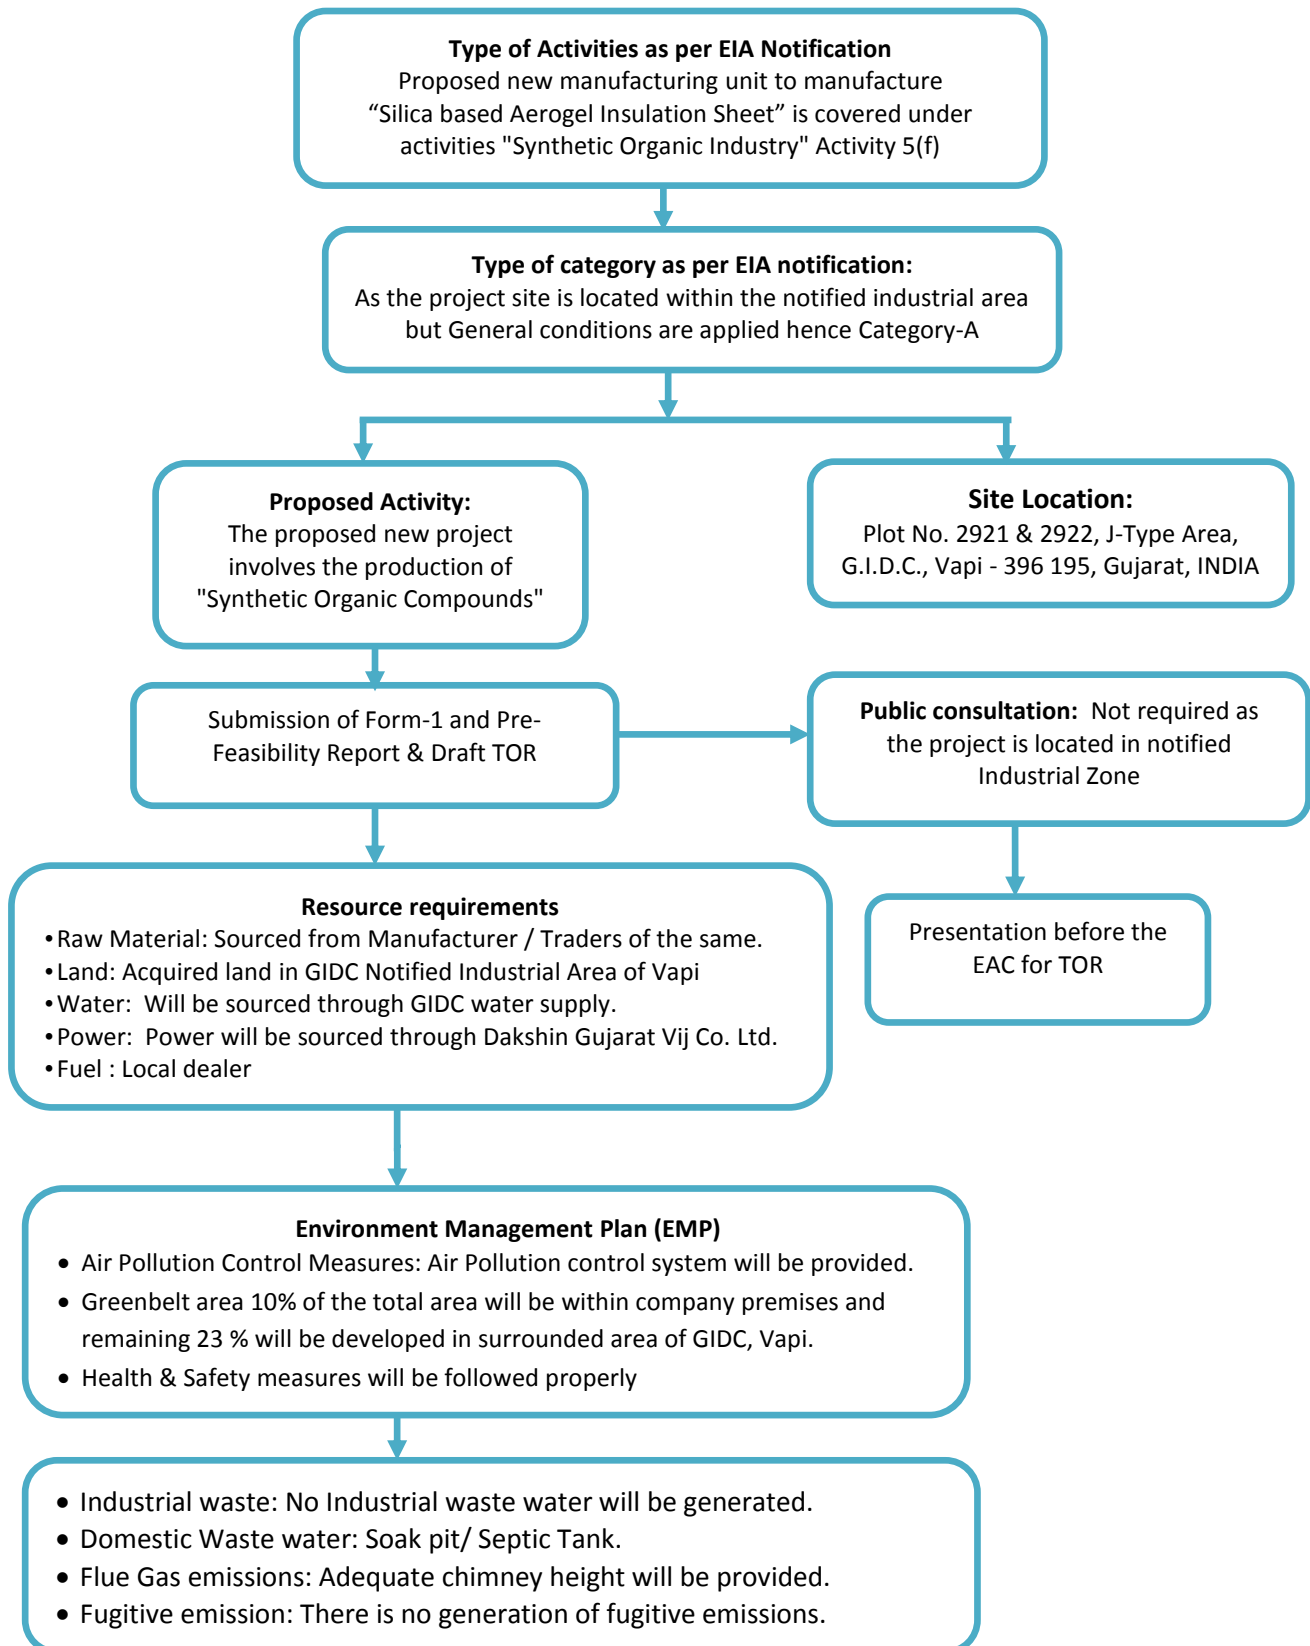 Type of Activities as per EIA Notification
Proposed new manufacturing unit to manufacture
“Silica based Aerogel Insulation Sheet” is covered under
activities "Synthetic Organic Industry" Activity 5(f)
Type of category as per EIA notification:
As the project site is located within the notified industrial area
but General conditions are applied hence Category-A
Proposed Activity:
The proposed new project
involves the production of
"Synthetic Organic Compounds"
Site Location:
Plot No. 2921 & 2922, J-Type Area,
G.I.D.C., Vapi - 396 195, Gujarat, INDIA
Submission of Form-1 and Pre-
Feasibility Report & Draft TOR
Public consultation: Not required as
the project is located in notified
Industrial Zone
Presentation before the
EAC for TOR
Resource requirements
• Raw Material: Sourced from Manufacturer / Traders of the same.
• Land: Acquired land in GIDC Notified Industrial Area of Vapi
• Water: Will be sourced through GIDC water supply.
• Power: Power will be sourced through Dakshin Gujarat Vij Co. Ltd.
• Fuel : Local dealer
Environment Management Plan (EMP)
• Air Pollution Control Measures: Air Pollution control system will be provided.
• Greenbelt area 10% of the total area will be within company premises and
remaining 23 % will be developed in surrounded area of GIDC, Vapi.
• Health & Safety measures will be followed properly
• Industrial waste: No Industrial waste water will be generated.
• Domestic Waste water: Soak pit/ Septic Tank.
• Flue Gas emissions: Adequate chimney height will be provided.
• Fugitive emission: There is no generation of fugitive emissions.